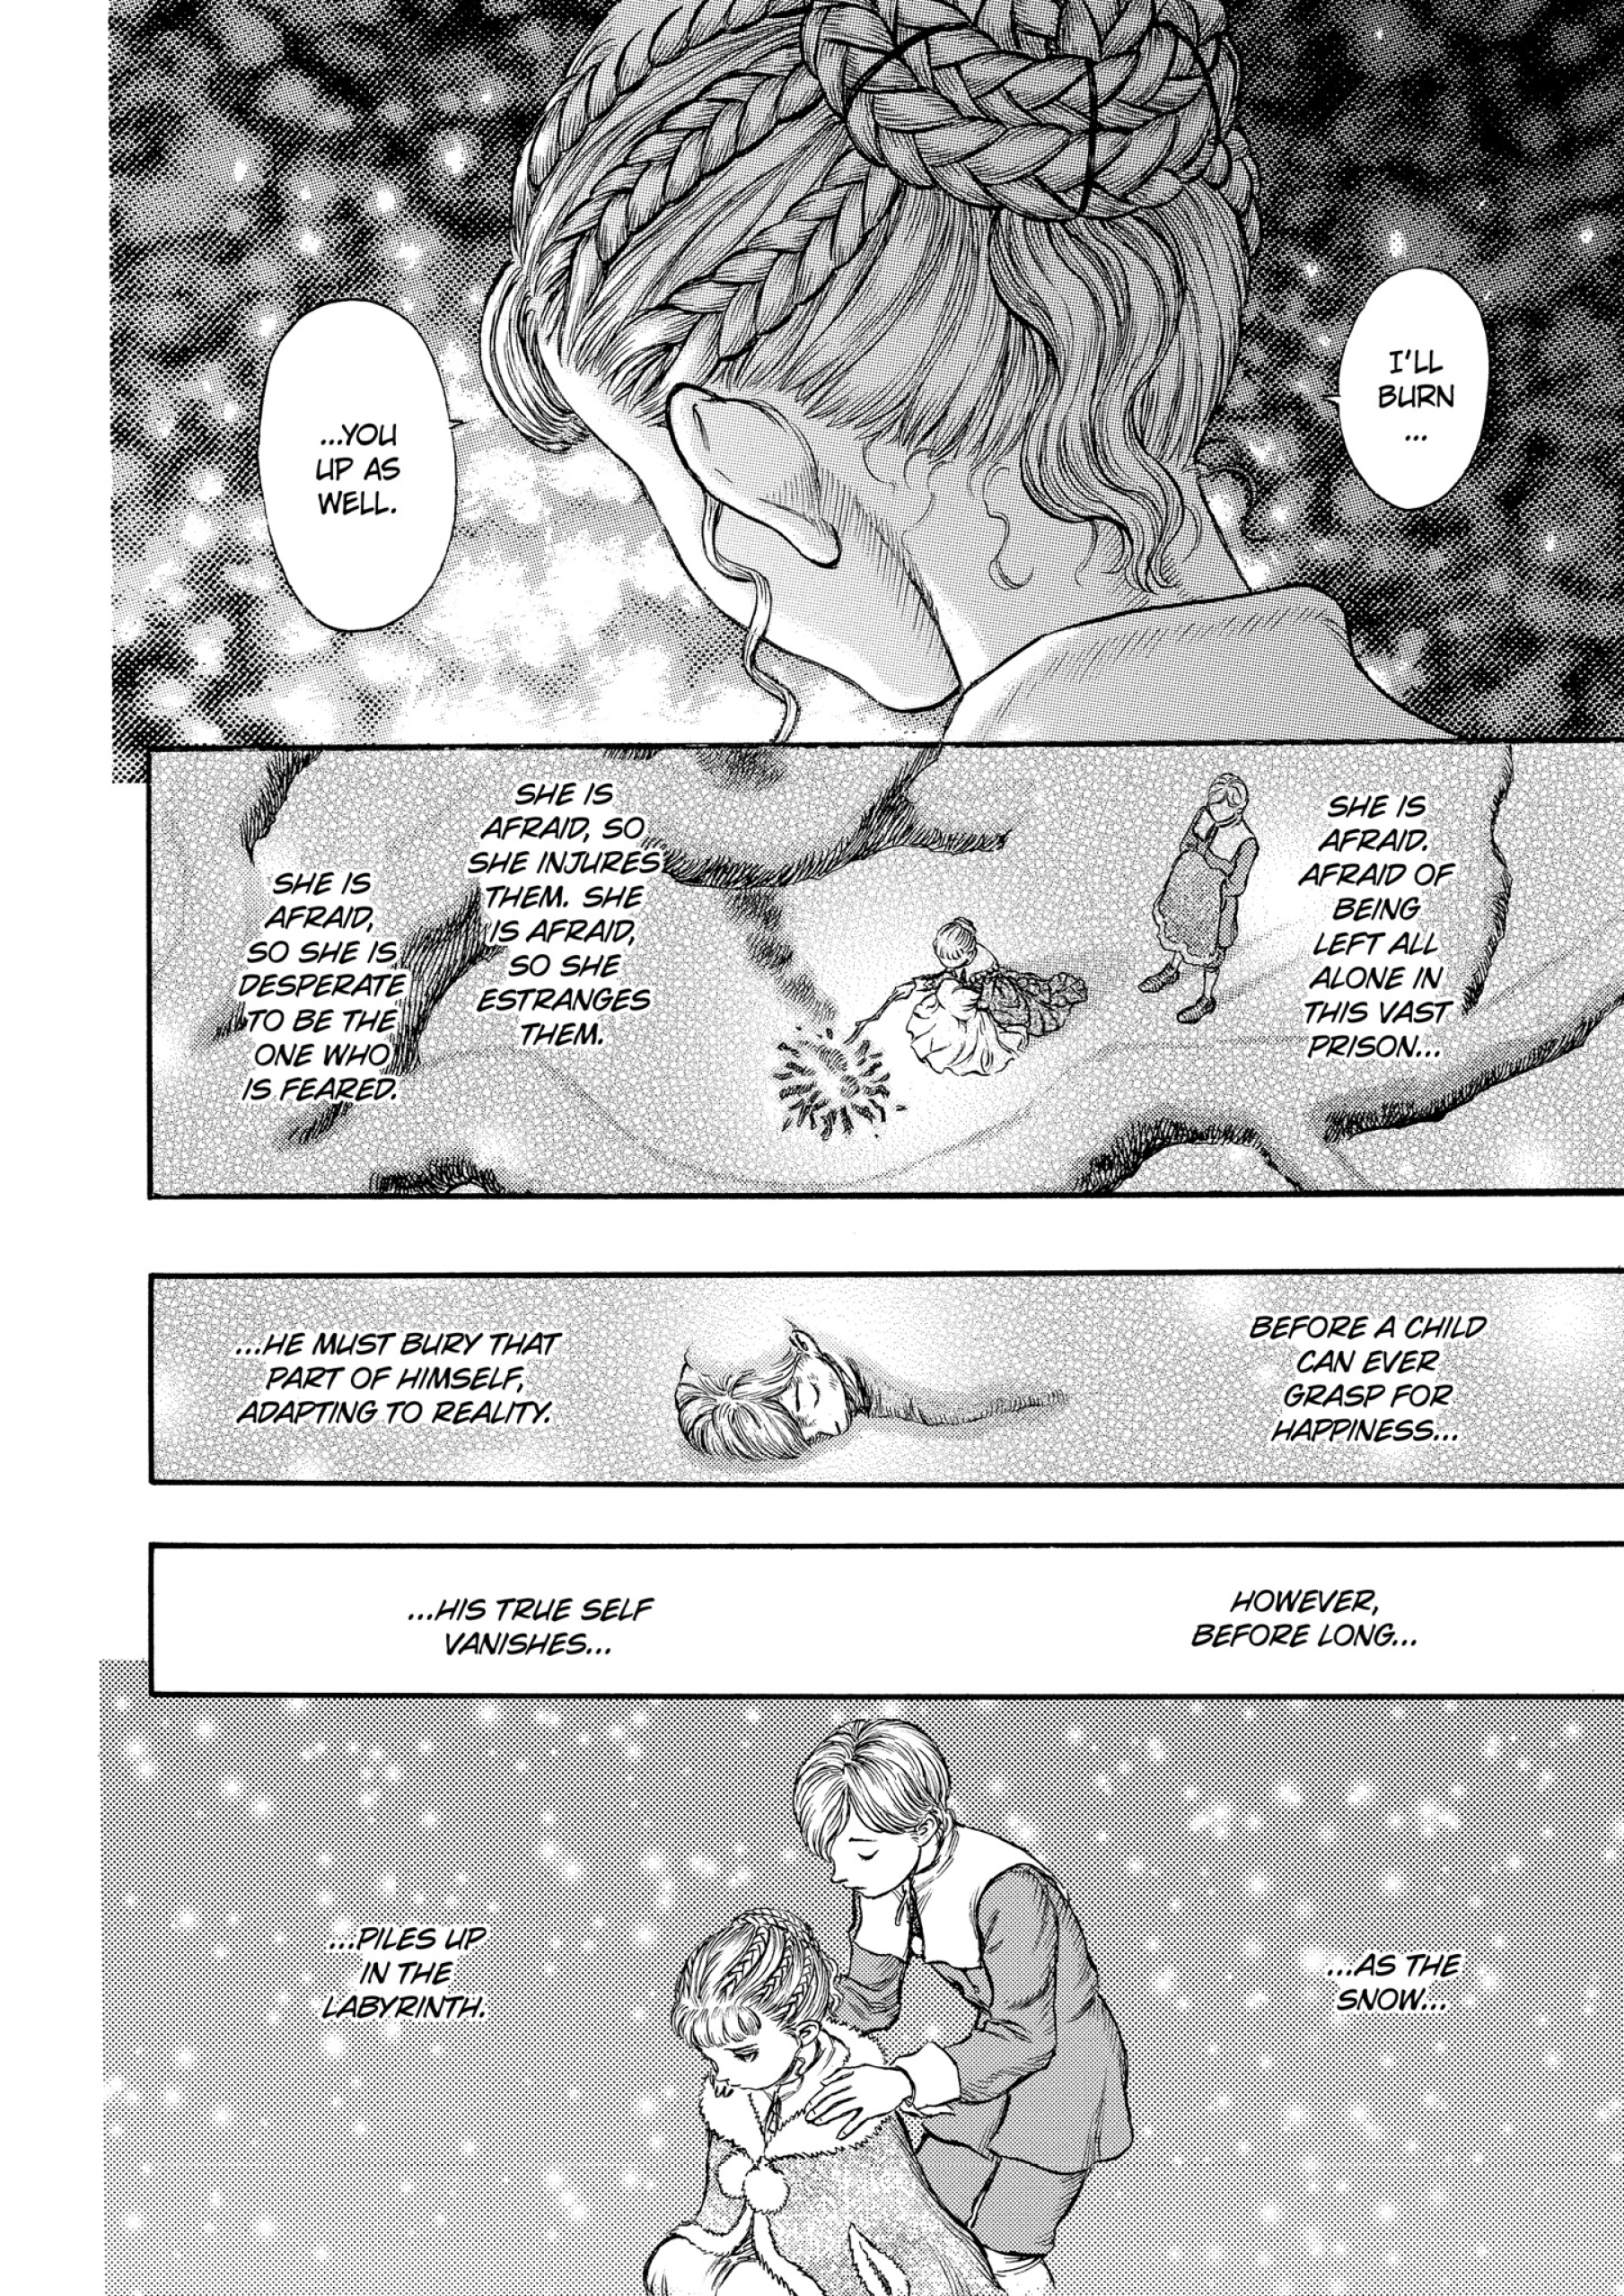 I'LL
BURN
...
...YOU
UP AS
WELL.
SHE IS
AFRAID.
AFRAID OF
BEING
LEFT ALL
ALONE IN
THIS VAST
PRISON...
SHE IS
AFRAID, SO
SHE INJURES
THEM. SHE
IS AFRAID,
SO SHE
ESTRANGES
THEM.
SHE IS
AFRAID,
SO SHE IS
DESPERATE
TO BE THE
ONE WHO
IS FEARED.
BEFORE A CHILD
CAN EVER
GRASP FOR
HAPPINESS...
...HE MUST BURY THAT
PART OF HIMSELF,
ADAPTING TO REALITY.
HOWEVER,
BEFORE LONG...
...HIS TRUE SELF
VANISHES...
...AS THE
SNOW...
...PILES UP
IN THE
LABYRINTH.